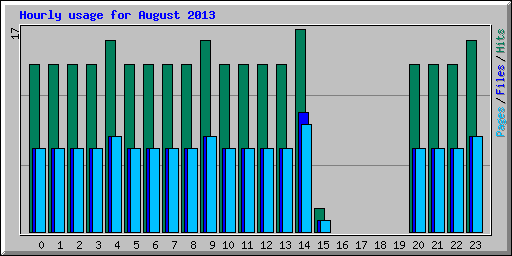 Hourly usage for August 2013
17
Pages / Files / Hits
0 1 2 3 4 5 6 7 8 9 10 11 12 13 14 15 16 17 18 19 20 21 22 23